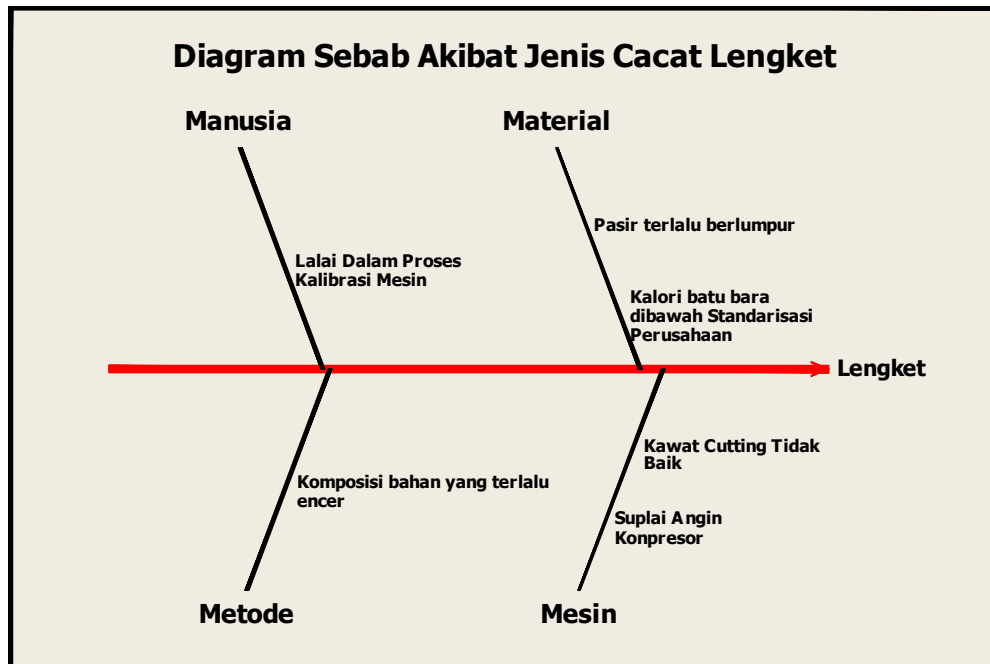 Diagram Sebab Akibat Jenis Cacat Lengket
Manusia
Material
Pasir terlalu berlumpur
Lalai Dalam Proses
Kalibrasi Mesin
Kalori batu bara
dibawah Standarisasi
Perusahaan
Lengket
Kawat Cutting Tidak
Baik
Komposisi bahan yang terlalu
encer
Suplai Angin
Konpresor
Metode
Mesin